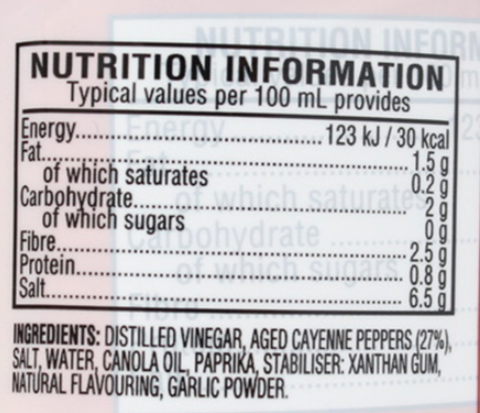 NUTRITION INFORMATION
Typical values per 100 mL provides
Energy..............................123 kJ / 30 kcal
Fat..............................1.5 g
of which saturates 0.2 g
Carbohydrate..............................2 g
of which sugars 0 g
Fibre..............................2.5 g
Protein..............................0.8 g
Salt..............................6.5 g
INGREDIENTS: DISTILLED VINEGAR, AGED CAYENNE PEPPERS (27%),
SALT, WATER, CANOLA OIL, PAPRIKA, STABILISER: XANTHAN GUM,
NATURAL FLAVOURING, GARLIC POWDER.